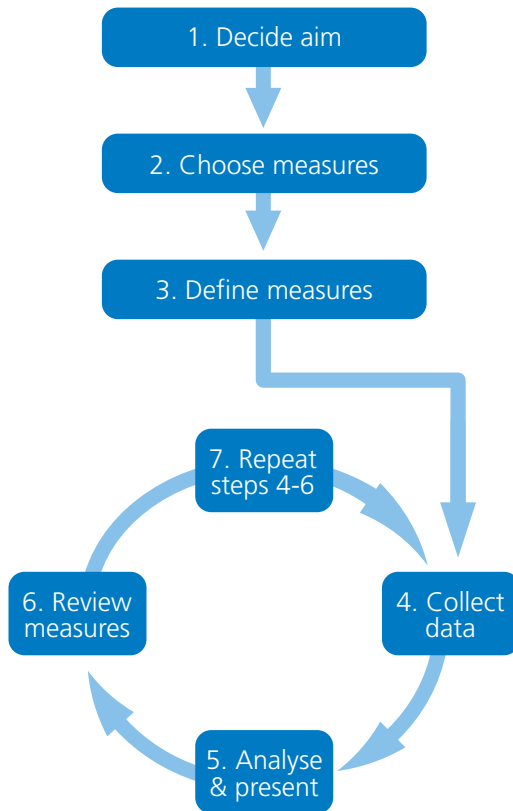 1. Decide aim
2. Choose measures
3. Define measures
7. Repeat
steps 4-6
6. Review
measures
4. Collect
data
5. Analyse
& present